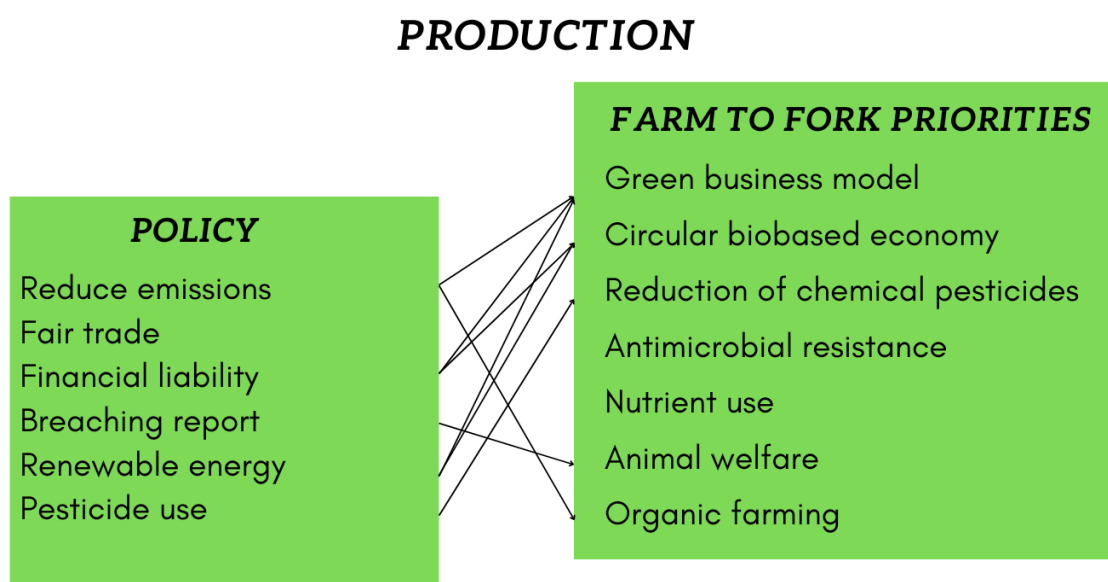 PRODUCTION
POLICY
Reduce emissions
Fair trade
Financial liability
Breaching report
Renewable energy
Pesticide use
FARM TO FORK PRIORITIES
Green business model
Circular biobased economy
Reduction of chemical pesticides
Antimicrobial resistance
Nutrient use
Animal welfare
Organic farming